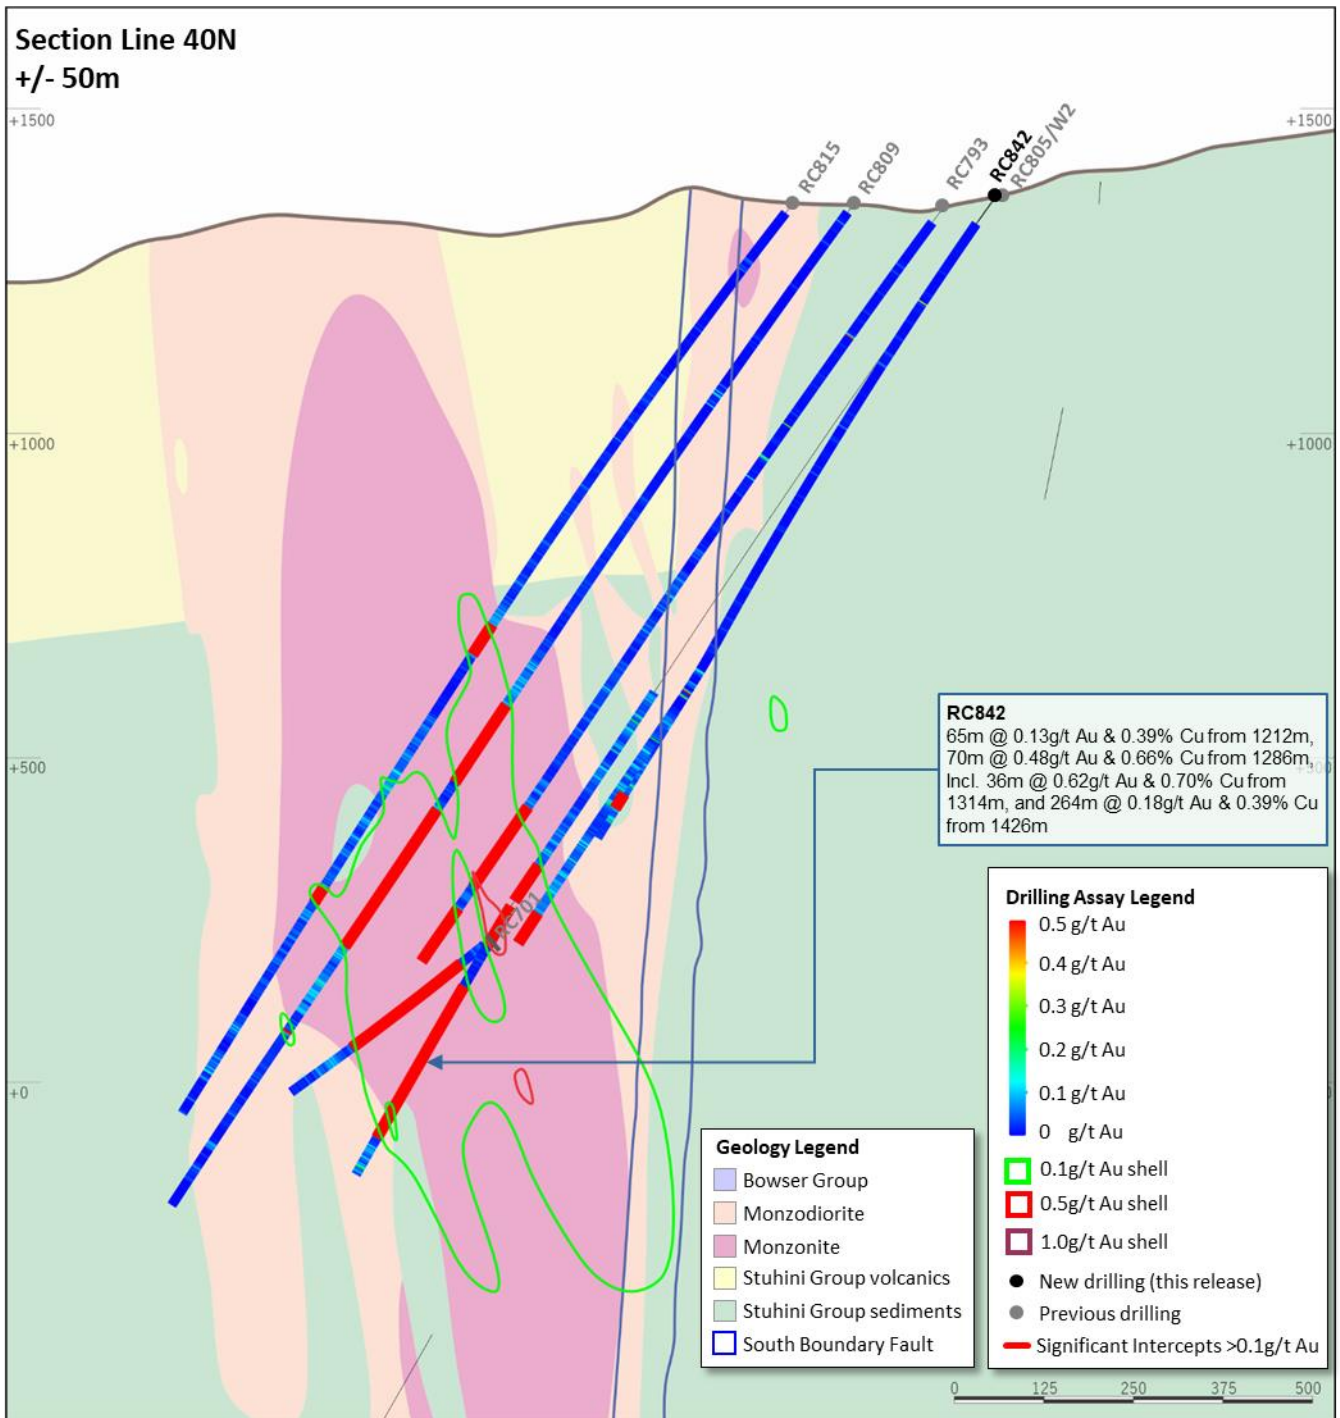 Section Line 40N
+/- 50m
+1500
+1500
RC815
RC809
RC793
RC842
RC805/W2
+1000
+1000
RC842
65m @ 0.13g/t Au & 0.39% Cu from 1212m,
70m @ 0.48g/t Au & 0.66% Cu from 1286m,
Incl. 36m @ 0.62g/t Au & 0.70% Cu from
1314m, and 264m @ 0.18g/t Au & 0.39% Cu
from 1426m
+500
RC701
+0
Drilling Assay Legend
0.5 g/t Au
0.4 g/t Au
0.3 g/t Au
0.2 g/t Au
0.1 g/t Au
0 g/t Au
0.1g/t Au shell
0.5g/t Au shell
1.0g/t Au shell
New drilling (this release)
Previous drilling
Significant Intercepts >0.1g/t Au
Geology Legend
Bowser Group
Monzodiorite
Monzonite
Stuhini Group volcanics
Stuhini Group sediments
South Boundary Fault
0 125 250 375 500